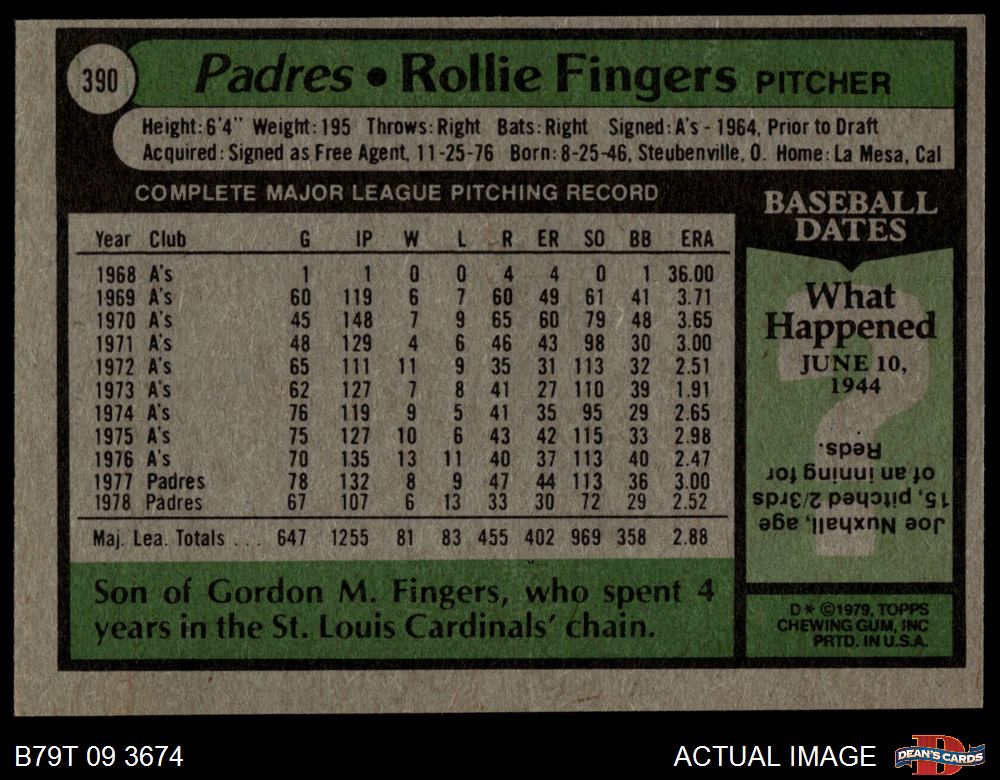 390
Padres • Rollie Fingers PITCHER
Height: 6'4" Weight: 195 Throws: Right Bats: Right Signed: A's - 1964, Prior to Draft
Acquired: Signed as Free Agent, 11-25-76 Born: 8-25-46, Steubenville, O. Home: La Mesa, Cal
COMPLETE MAJOR LEAGUE PITCHING RECORD
Year Club G IP W L R ER SO BB ERA
1968 A's 1 1 0 0 4 4 0 1 36.00
1969 A's 60 119 6 7 60 49 61 41 3.71
1970 A's 45 148 7 9 65 60 79 48 3.65
1971 A's 48 129 4 6 46 43 98 30 3.00
1972 A's 65 111 11 9 35 31 113 32 2.51
1973 A's 62 127 7 8 41 27 110 39 1.91
1974 A's 76 119 9 5 41 35 95 29 2.65
1975 A's 75 127 10 6 43 42 115 33 2.98
1976 A's 70 135 13 11 40 37 113 40 2.47
1977 Padres 78 132 8 9 47 44 113 36 3.00
1978 Padres 67 107 6 13 33 30 72 29 2.52
Maj. Lea. Totals ... 647 1255 81 83 455 402 969 358 2.88
Son of Gordon M. Fingers, who spent 4
years in the St. Louis Cardinals' chain.
BASEBALL
DATES
What
Happened
JUNE 10,
1944
?
Joe Nuxhall, age
15, pitched 2/3rds
of an inning for
Reds.
D* ©1979, TOPPS
CHEWING GUM, INC
PRTD. IN U.S.A.
B79T 09 3674
ACTUAL IMAGE
D
DEAN'S CARDS